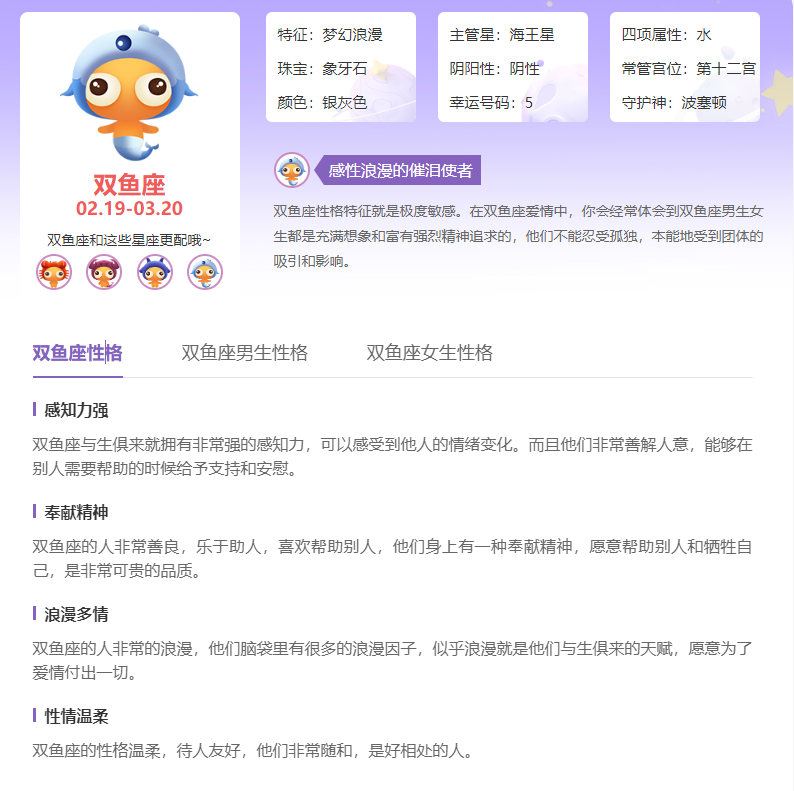 双鱼座
02.19-03.20
双鱼座和这些星座更配哦~
特征：梦幻浪漫
珠宝：象牙石
颜色：银灰色
主管星：海王星
阴阳性：阴性
幸运号码：5
四项属性：水
常管宫位：第十二宫
守护神：波塞顿
感性浪漫的催泪使者
双鱼座性格特征就是极度敏感。在双鱼座爱情中，你会经常体会到双鱼座男生女
生都是充满想象和富有强烈精神追求的，他们不能忍受孤独，本能地受到团体的
吸引和影响。
双鱼座性格
双鱼座男生性格
双鱼座女生性格
感知力强
双鱼座与生俱来就拥有非常强的感知力，可以感受到他人的情绪变化。而且他们非常善解人意，能够在
别人需要帮助的时候给予支持和安慰。
奉献精神
双鱼座的人非常善良，乐于助人，喜欢帮助别人，他们身上有一种奉献精神，愿意帮助别人和牺牲自
己，是非常可贵的品质。
浪漫多情
双鱼座的人非常的浪漫，他们脑袋里有很多的浪漫因子，似乎浪漫就是他们与生俱来的天赋，愿意为了
爱情付出一切。
性情温柔
双鱼座的性格温柔，待人友好，他们非常随和，是好相处的人。